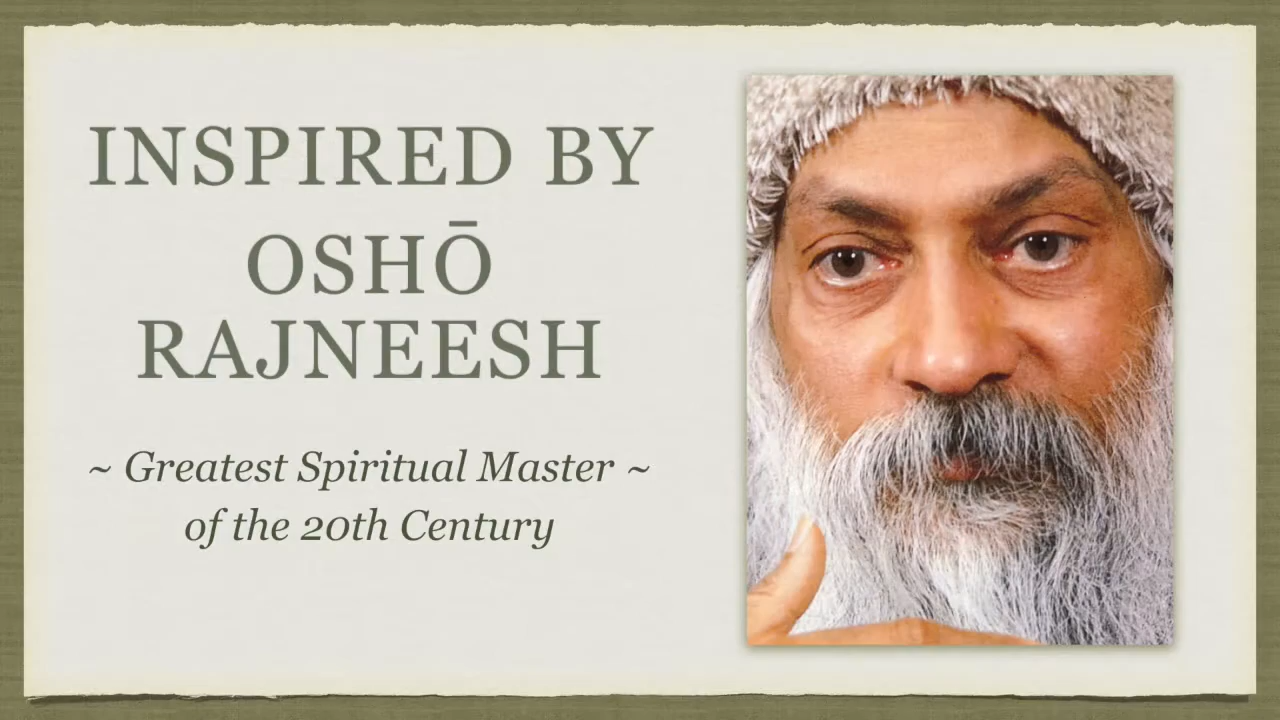 INSPIRED BY
OSHŌ
RAJNEESH
~ Greatest Spiritual Master ~
of the 20th Century